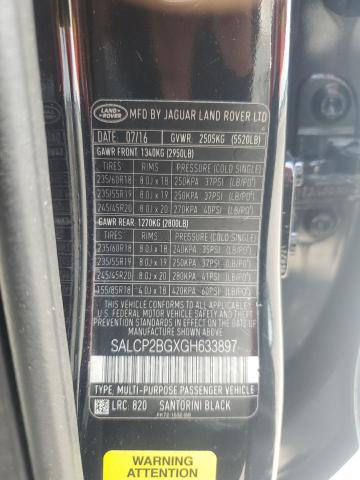 LAND ROVER MFD BY JAGUAR LAND ROVER LTD
DATE: 07/16 GVWR: 2505KG (5520LB)
GAWR FRONT 1340KG (2950LB)
TIRES RIMS PRESSURE (COLD SINGLE)
235/60R18 8.0J x 18 250KPA 37PSI (LB/PO²)
235/55R19 8.0J x 19 250KPA 37PSI (LB/PO²)
245/45R20 8.0J x 20 270KPA 40PSI (LB/PO²)
GAWR REAR: 1270KG (2800LB)
TIRES RIMS PRESSURE (COLD SINGLE)
235/60R18 8.0J x 18 240KPA 35PSI (LB/PO²)
235/55R19 8.0J x 19 250KPA 37PSI (LB/PO²)
245/45R20 8.0J x 20 280KPA 41PSI (LB/PO²)
155/85R18 4.0J x 18 420KPA 60PSI (LB/PO²)
THIS VEHICLE CONFORMS TO ALL APPLICABLE
FEDERAL MOTOR VEHICLE SAFETY
STANDARDS IN EFFECT ON THE DATE OF
MANUFACTURE SHOWN ABOVE
SALCP2BGXGH633897
TYPE: MULTI-PURPOSE PASSENGER VEHICLE
LRC: 820 SANTORINI BLACK
WARNING
ATTENTION